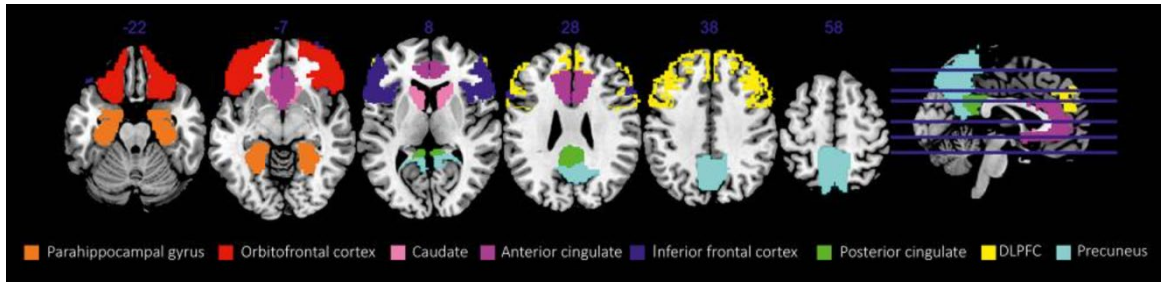 -22 -7 8 28 38 58
Parahippocampal gyrus Orbitofrontal cortex Caudate Anterior cingulate Inferior frontal cortex Posterior cingulate DLPFC Precuneus